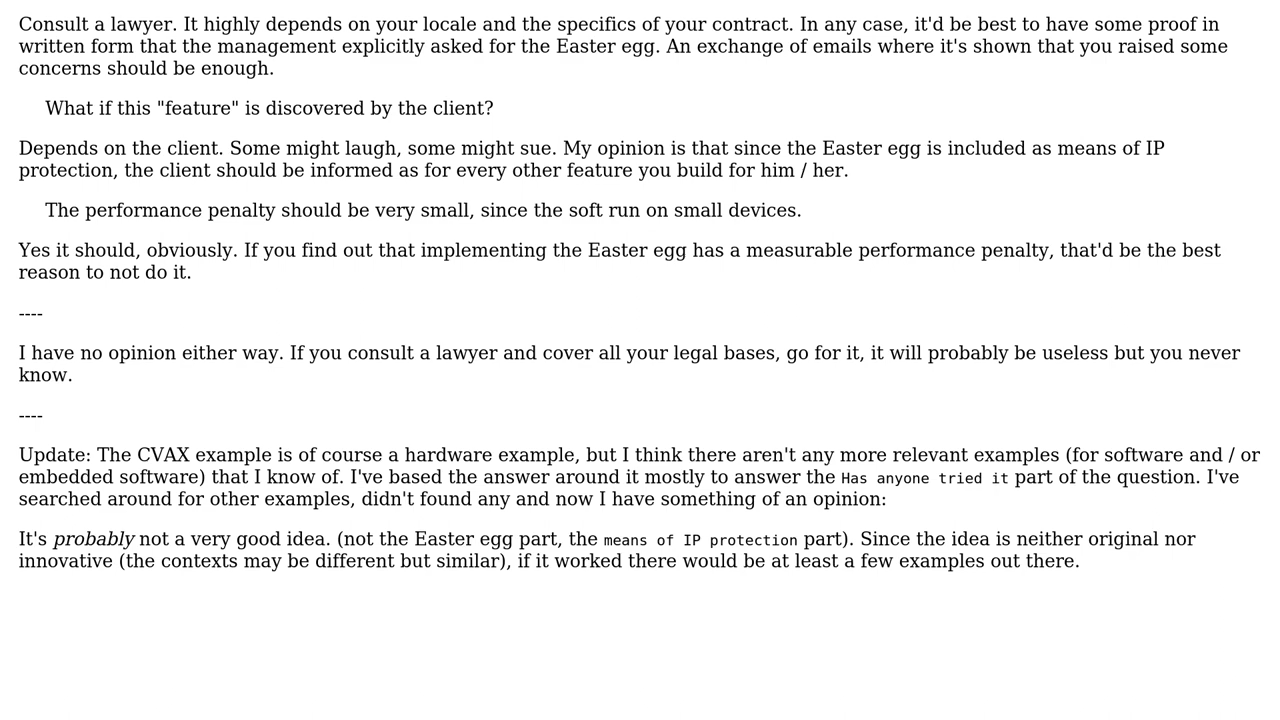 Consult a lawyer. It highly depends on your locale and the specifics of your contract. In any case, it'd be best to have some proof in
written form that the management explicitly asked for the Easter egg. An exchange of emails where it's shown that you raised some
concerns should be enough.
What if this "feature" is discovered by the client?
Depends on the client. Some might laugh, some might sue. My opinion is that since the Easter egg is included as means of IP
protection, the client should be informed as for every other feature you build for him / her.
The performance penalty should be very small, since the soft run on small devices.
Yes it should, obviously. If you find out that implementing the Easter egg has a measurable performance penalty, that'd be the best
reason to not do it.
----
I have no opinion either way. If you consult a lawyer and cover all your legal bases, go for it, it will probably be useless but you never
know.
----
Update: The CVAX example is of course a hardware example, but I think there aren't any more relevant examples (for software and / or
embedded software) that I know of. I've based the answer around it mostly to answer the Has anyone tried it part of the question. I've
searched around for other examples, didn't found any and now I have something of an opinion:
It's probably not a very good idea. (not the Easter egg part, the means of IP protection part). Since the idea is neither original nor
innovative (the contexts may be different but similar), if it worked there would be at least a few examples out there.